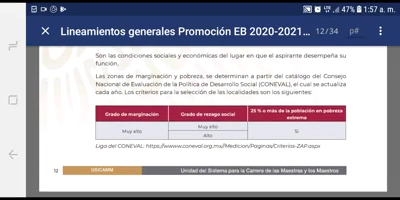 47% 1:57 a. m.
Lineamientos generales Promoción EB 2020-2021... 12/34 p#
Son las condiciones sociales y económicas del lugar en que el aspirante desempeña su
función.
Las zonas de marginación y pobreza, se determinan a partir del catálogo del Consejo
Nacional de Evaluación de la Política de Desarrollo Social (CONEVAL), el cual se actualiza
cada año. Los criterios para la selección de las localidades son los siguientes:
Grado de marginación Grado de rezago social 25 % o más de la población en pobreza
extrema
Muy alto Muy alto Si
Alto
Liga del CONEVAL: https://www.coneval.org.mx/Medicion/Paginas/Criterios-ZAP.aspx
12 USICAMM Unidad del Sistema para la Carrera de las Maestras y los Maestros